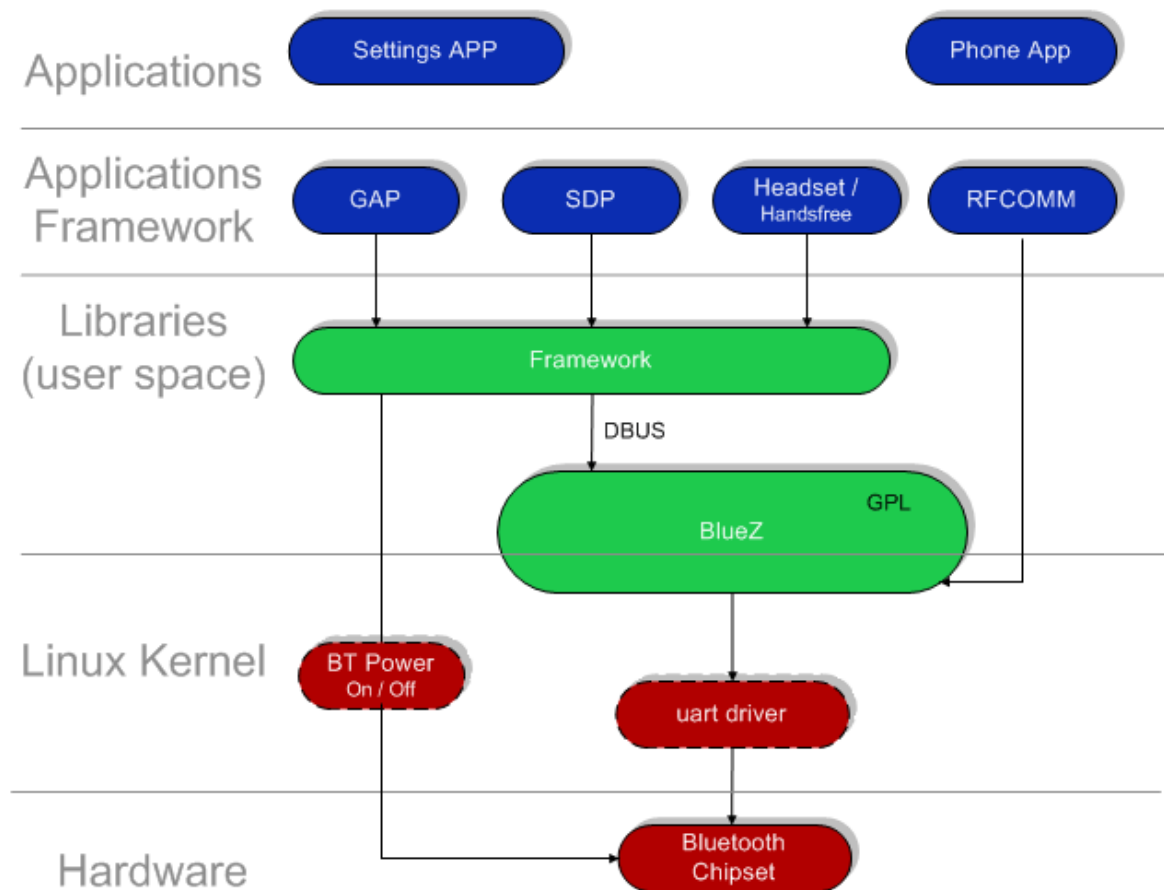 Settings APP
Phone App
Applications
Applications
Framework
GAP
SDP
Headset /
Handsfree
RFCOMM
Libraries
(user space)
Framework
DBUS
GPL
BlueZ
Linux Kernel
BT Power
On / Off
uart driver
Hardware
Bluetooth
Chipset